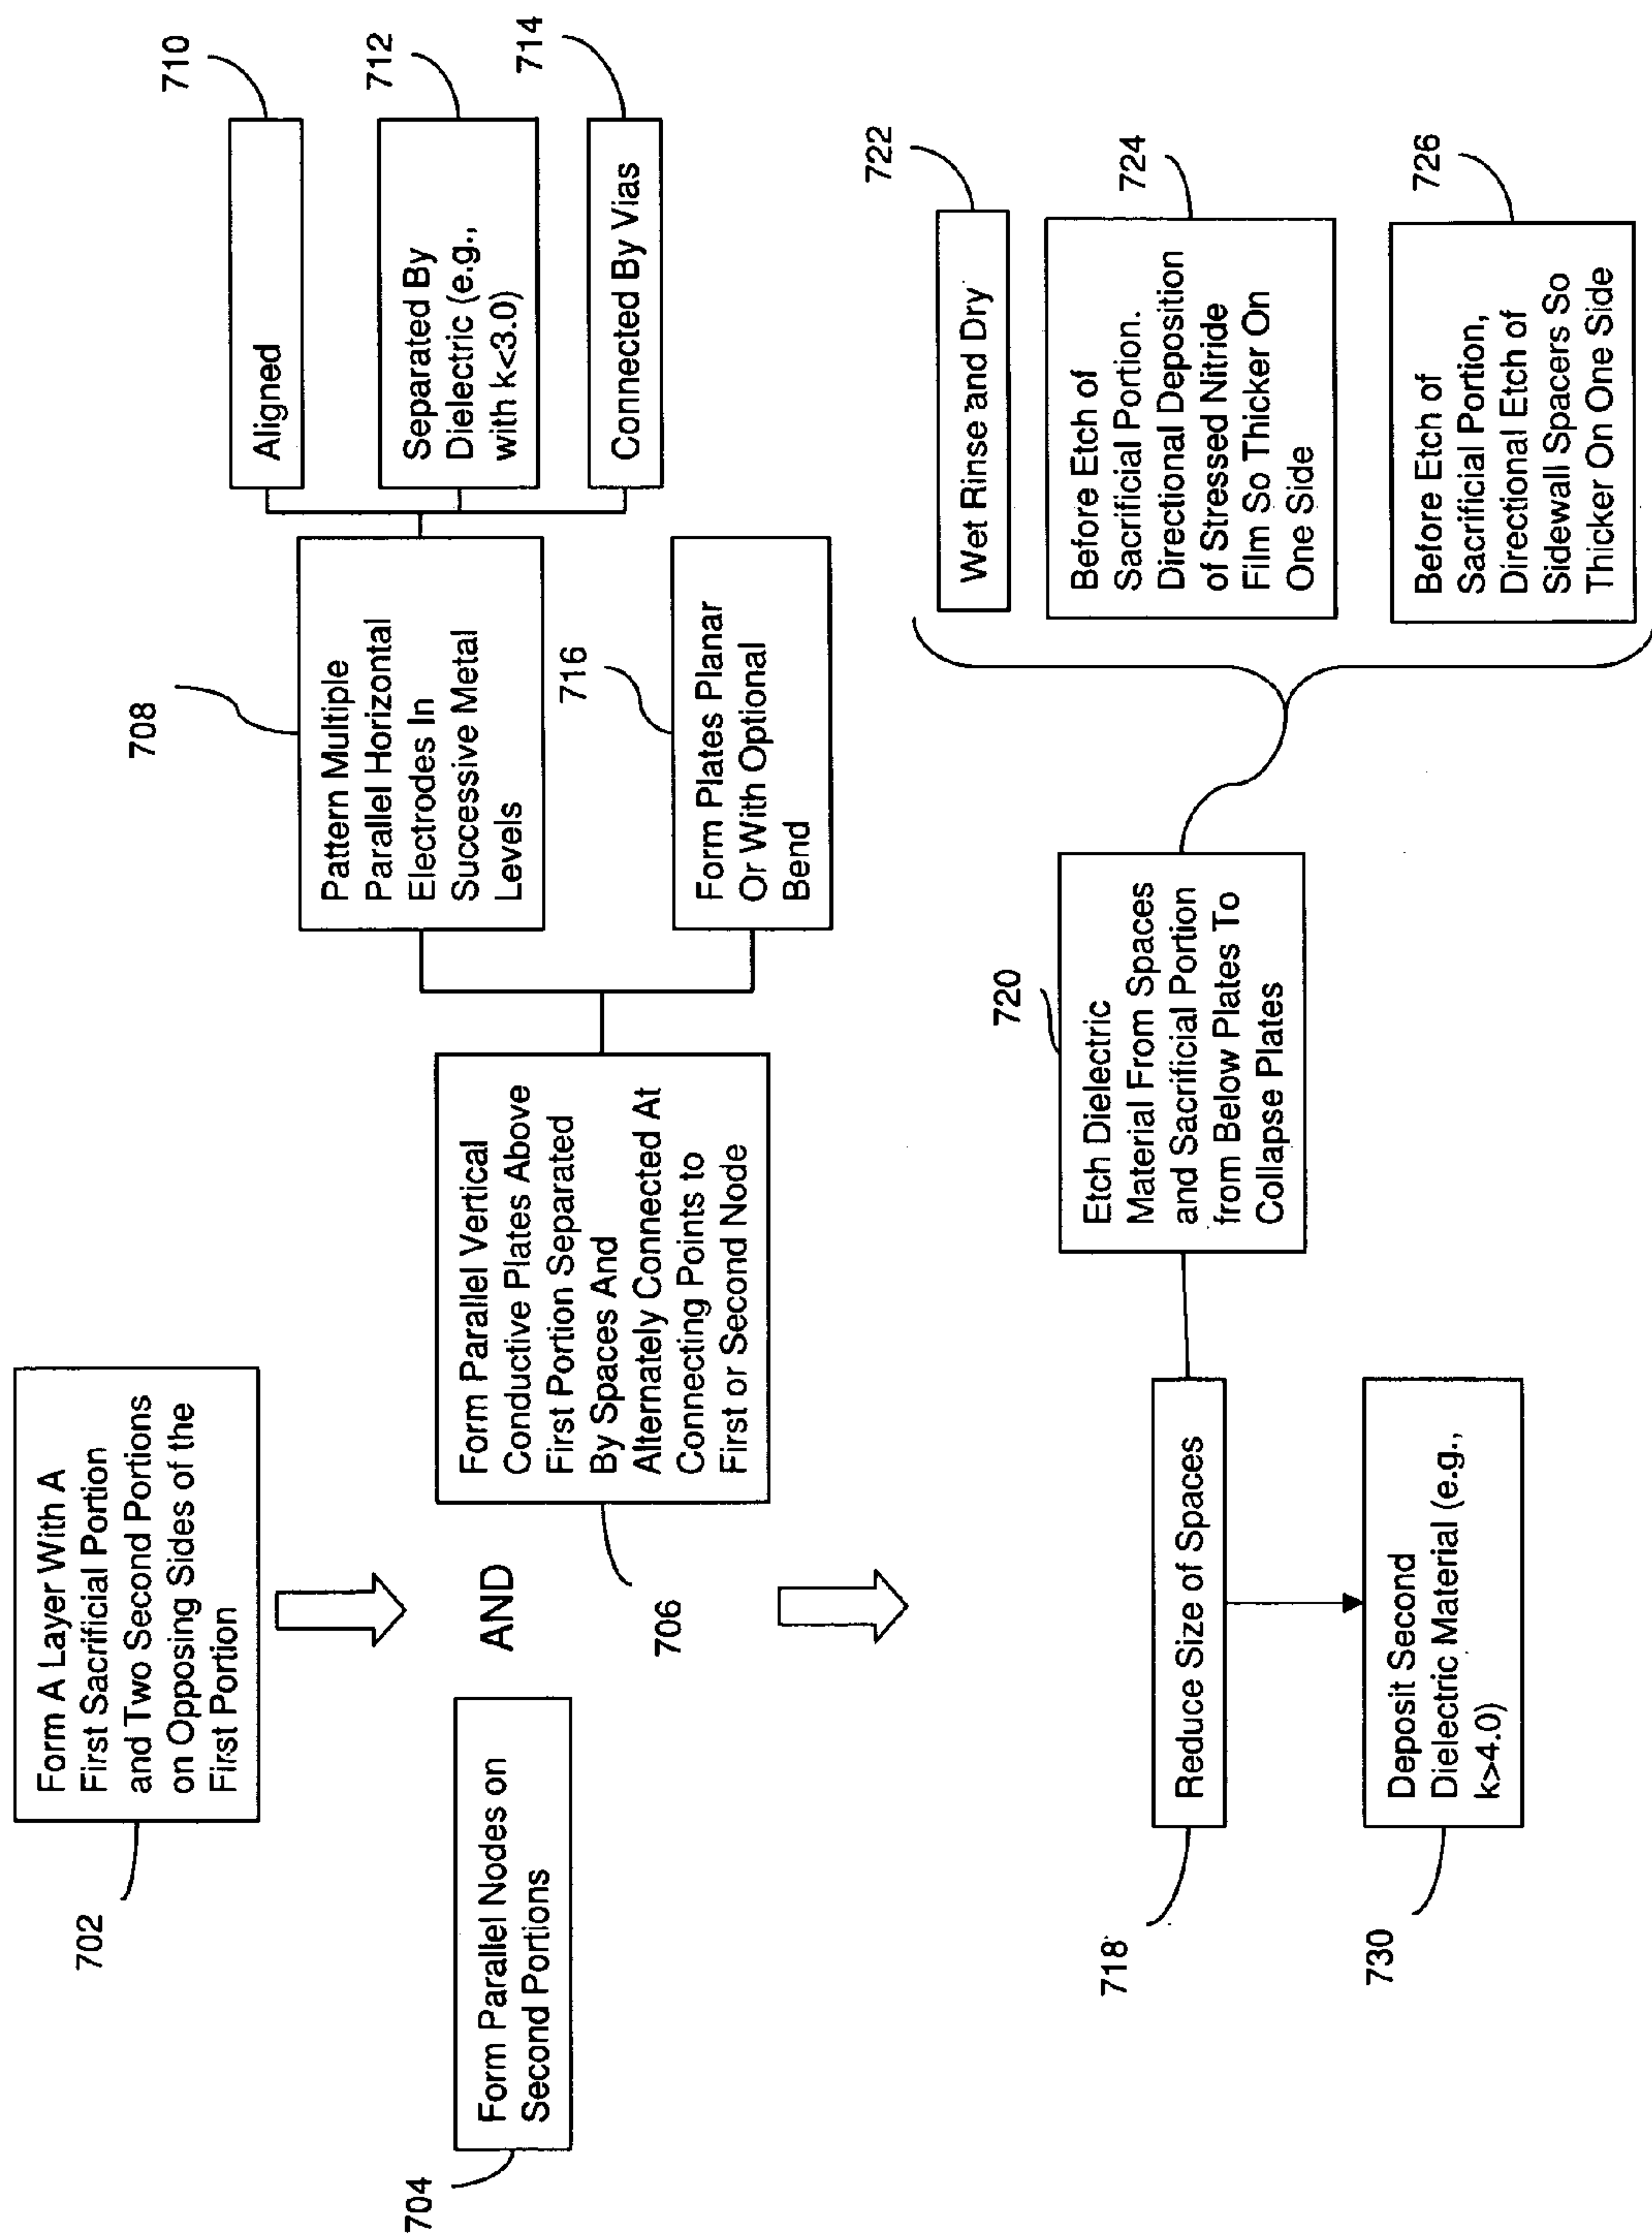 702
Form A Layer With A
First Sacrificial Portion
and Two Second Portions
on Opposing Sides of the
First Portion
704
Form Parallel Nodes on
Second Portions
AND
706
Form Parallel Vertical
Conductive Plates Above
First Portion Separated
By Spaces And
Alternately Connected At
Connecting Points to
First or Second Node
708
Pattern Multiple
Parallel Horizontal
Electrodes In
Successive Metal
Levels
710
Aligned
712
Separated By
Dielectric (e.g.,
with k<3.0)
714
Connected By Vias
716
Form Plates Planar
Or With Optional
Bend
718
Reduce Size of Spaces
720
Etch Dielectric
Material From Spaces
and Sacrificial Portion
from Below Plates To
Collapse Plates
722
Wet Rinse and Dry
724
Before Etch of
Sacrificial Portion.
Directional Deposition
of Stressed Nitride
Film So Thicker On
One Side
726
Before Etch of
Sacrificial Portion,
Directional Etch of
Sidewall Spacers So
Thicker On One Side
730
Deposit Second
Dielectric Material (e.g.,
k>4.0)